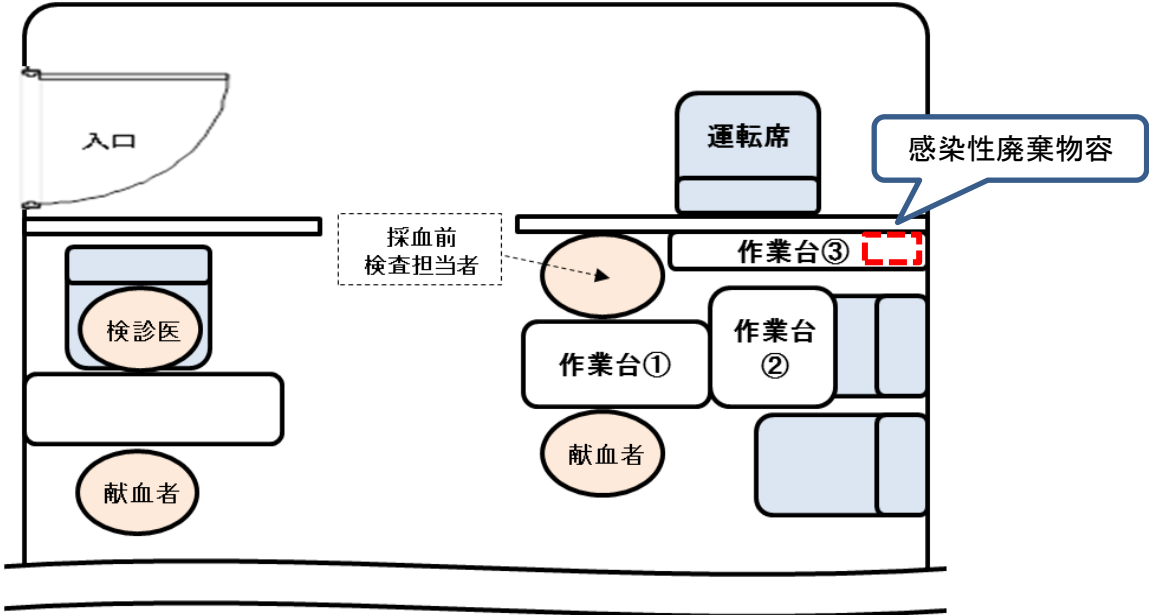 入口
運転席
感染性廃棄物容
採血前
検査担当者
作業台③
検診医
作業台①
作業台
②
献血者
献血者